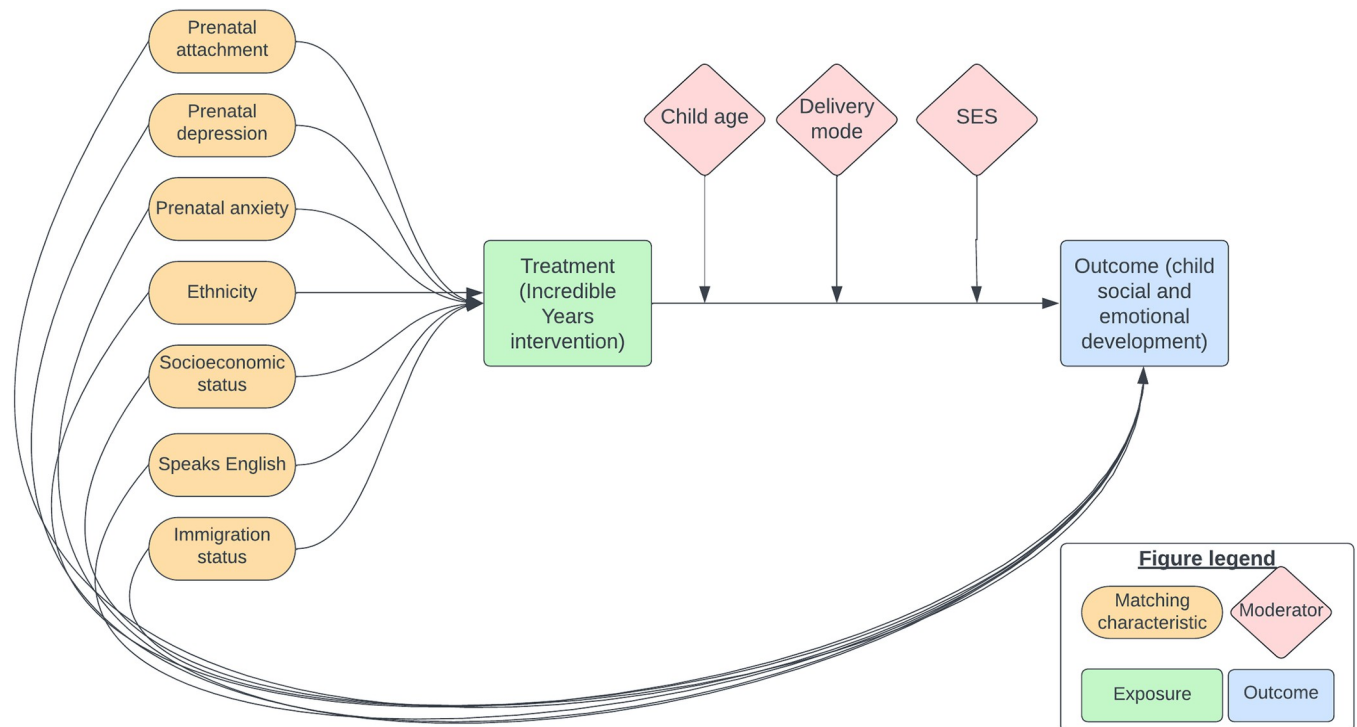 Prenatal
attachment
Prenatal
depression
Prenatal anxiety
Ethnicity
Socioeconomic
status
Speaks English
Immigration
status
Treatment
(Incredible
Years
intervention)
Child age
Delivery
mode
SES
Outcome (child
social and
emotional
development)
Figure legend
Matching
characteristic
Moderator
Exposure
Outcome